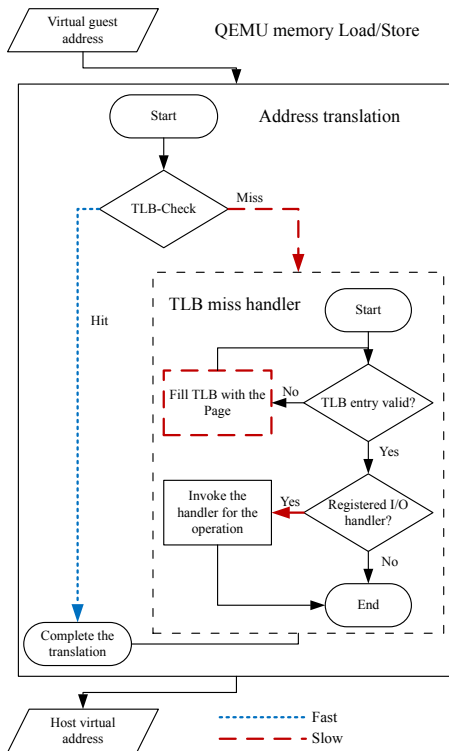 Virtual guest
address
QEMU memory Load/Store
Start
Address translation
TLB-Check
Miss
Hit
TLB miss handler
Start
Fill TLB with the
Page
No
TLB entry valid?
Yes
Invoke the
handler for the
operation
Yes
Registered I/O
handler?
No
End
Complete the
translation
Host virtual
address
Fast
Slow